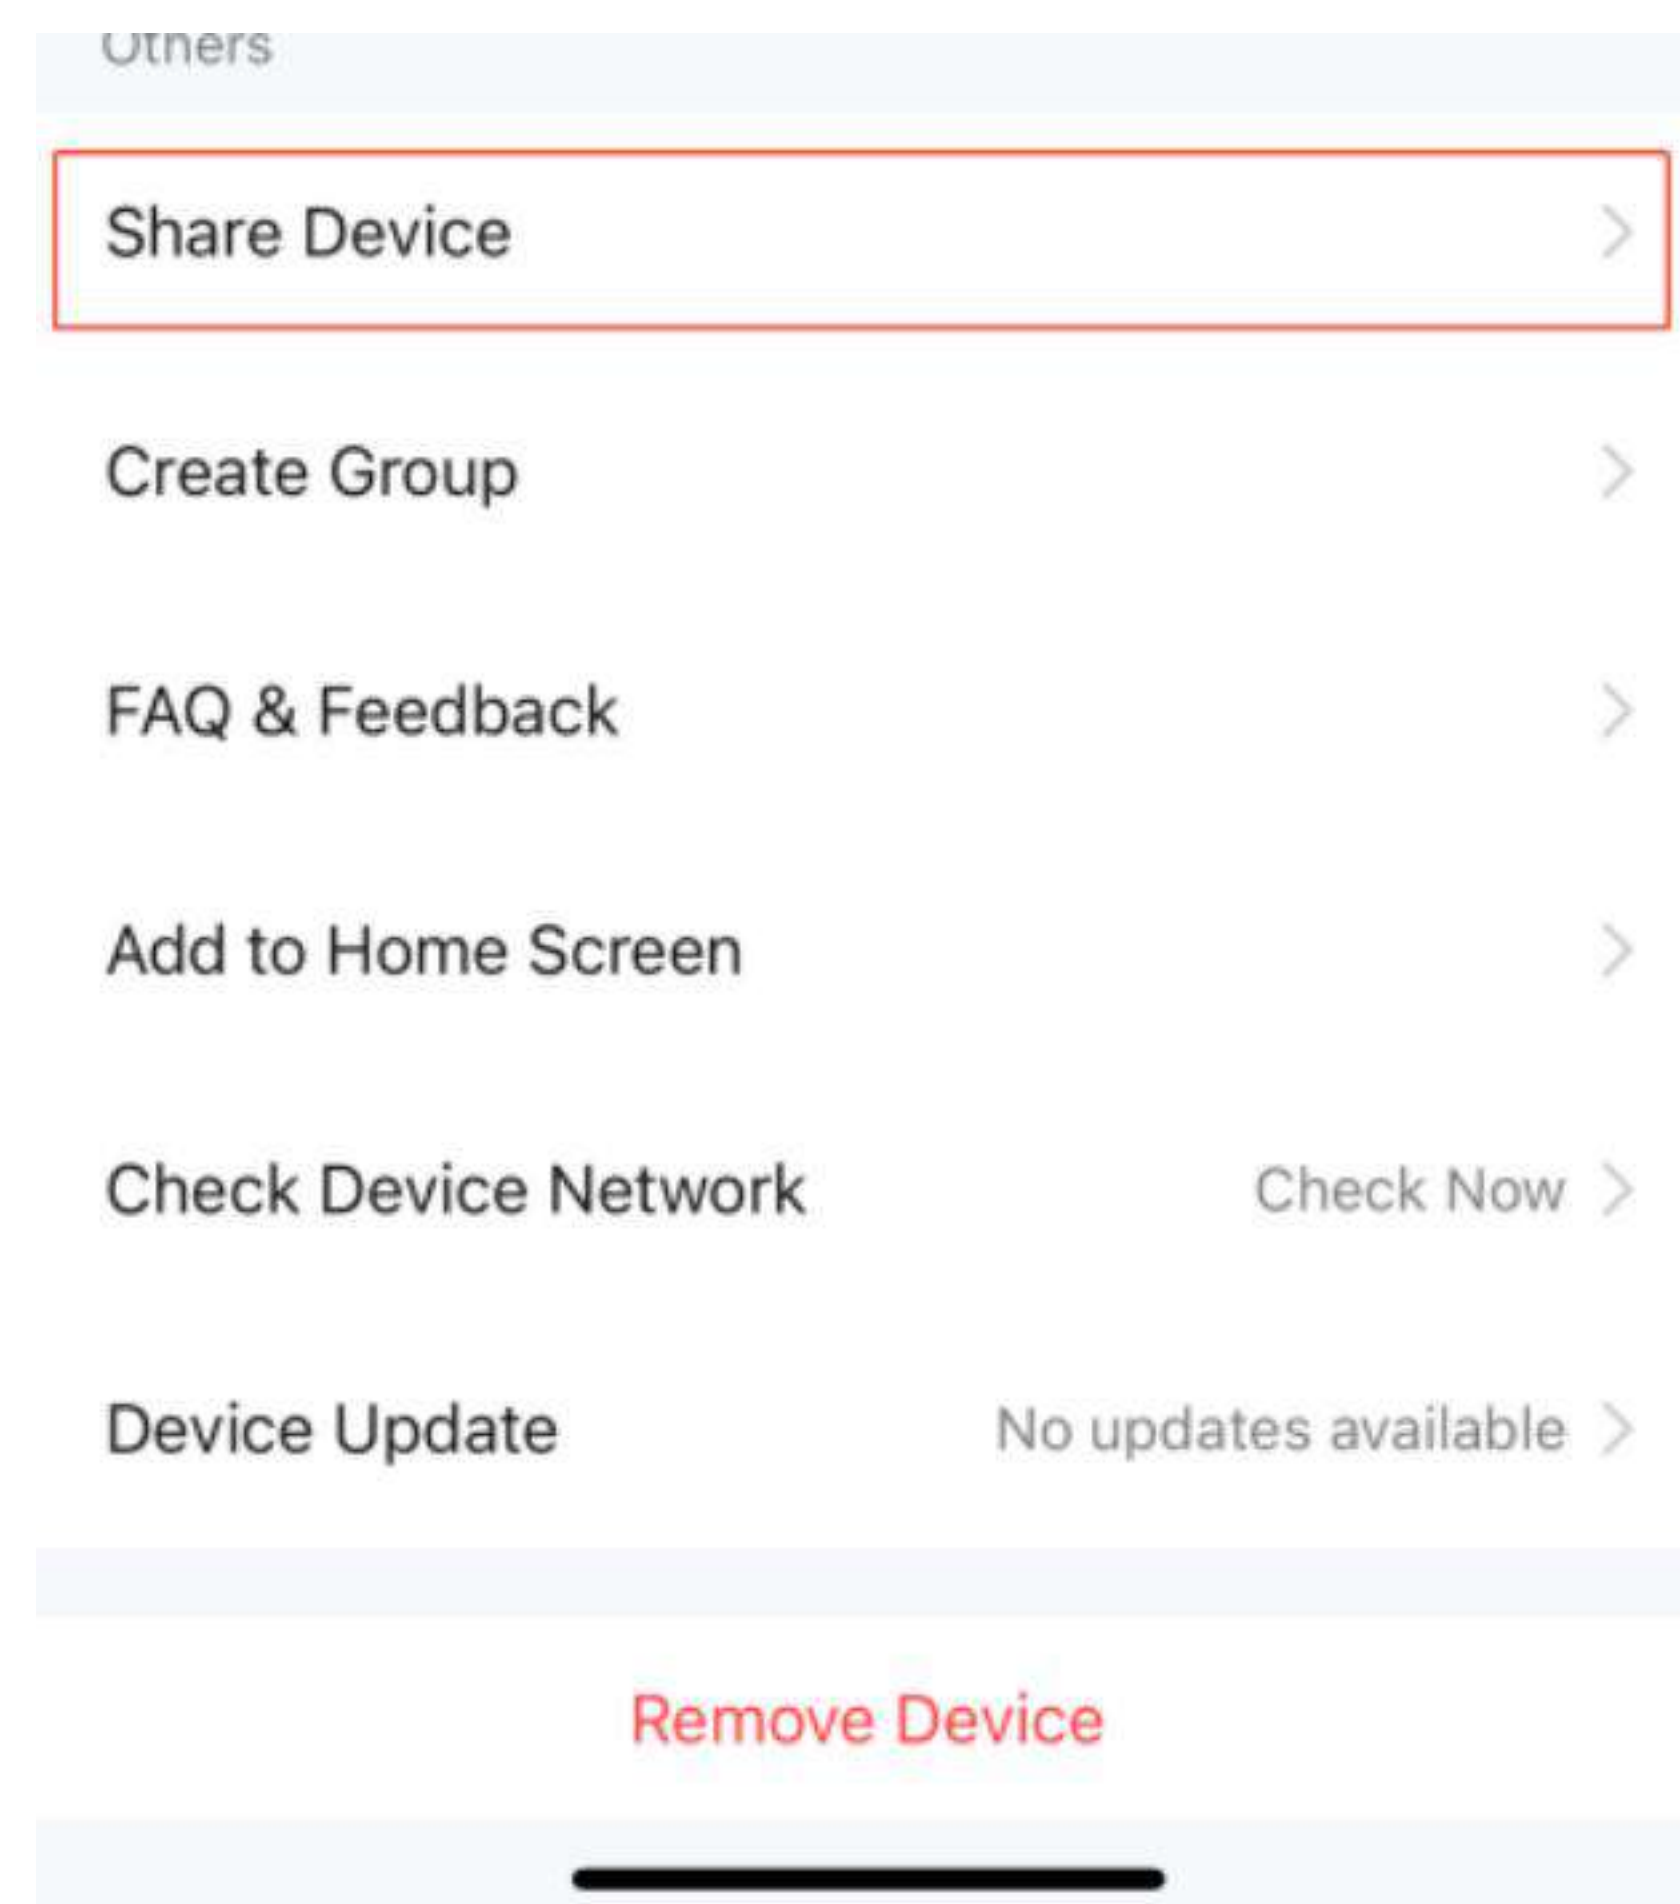 Others
Share Device
Create Group
FAQ & Feedback
Add to Home Screen
Check Device Network Check Now
Device Update No updates available
Remove Device